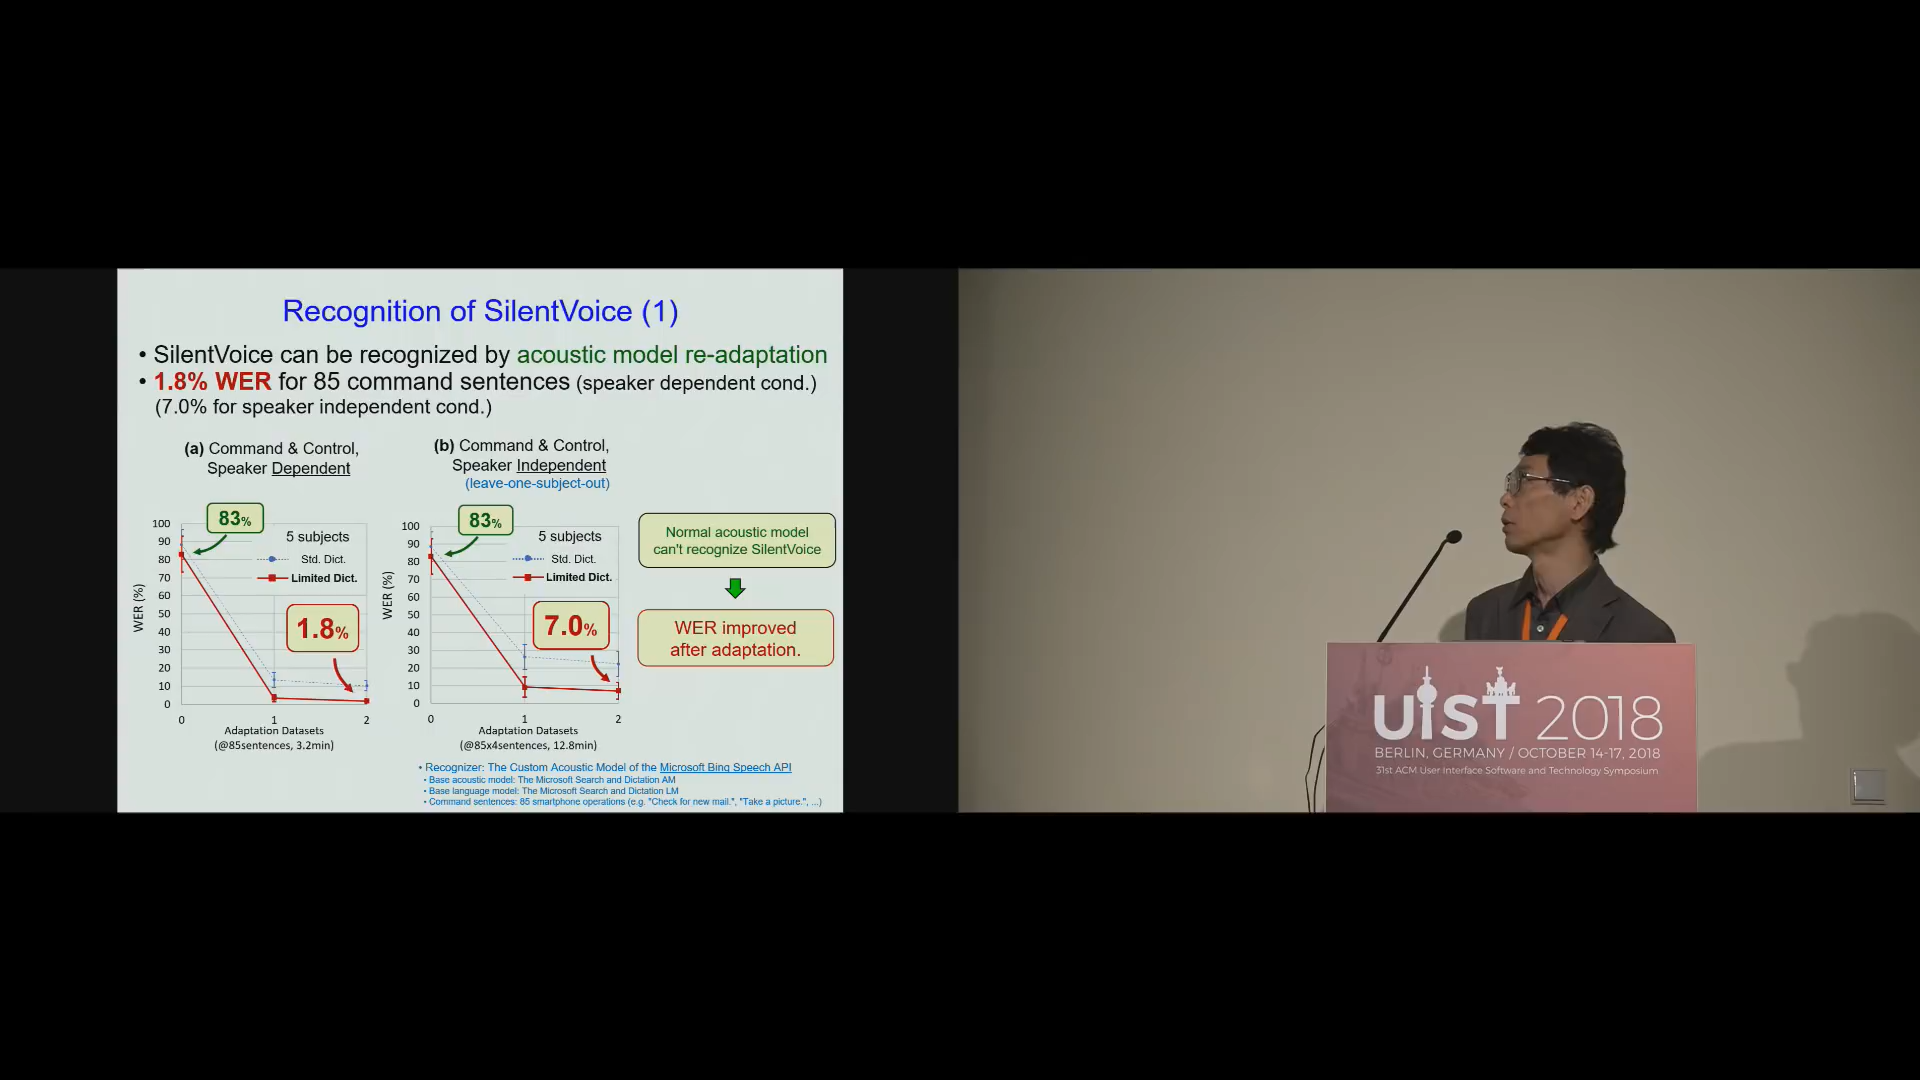 Recognition of SilentVoice (1)
• SilentVoice can be recognized by acoustic model re-adaptation
• 1.8% WER for 85 command sentences (speaker dependent cond.)
(7.0% for speaker independent cond.)
(a) Command & Control,
Speaker Dependent
83%
5 subjects
Std. Dict.
Limited Dict.
1.8%
WER (%)
100
90
80
70
60
50
40
30
20
10
0
0 1 2
Adaptation Datasets
(@85sentences, 3.2min)
(b) Command & Control,
Speaker Independent
(leave-one-subject-out)
83%
5 subjects
Std. Dict.
Limited Dict.
7.0%
WER (%)
100
90
80
70
60
50
40
30
20
10
0
0 1 2
Adaptation Datasets
(@85x4sentences, 12.8min)
Normal acoustic model
can't recognize SilentVoice
WER improved
after adaptation.
• Recognizer: The Custom Acoustic Model of the Microsoft Bing Speech API
• Base acoustic model: The Microsoft Search and Dictation AM
• Base language model: The Microsoft Search and Dictation LM
• Command sentences: 85 smartphone operations (e.g. "Check for new mail.", "Take a picture.", ...)
UIST 2018
BERLIN, GERMANY / OCTOBER 14-17, 2018
31st ACM User Interface Software and Technology Symposium